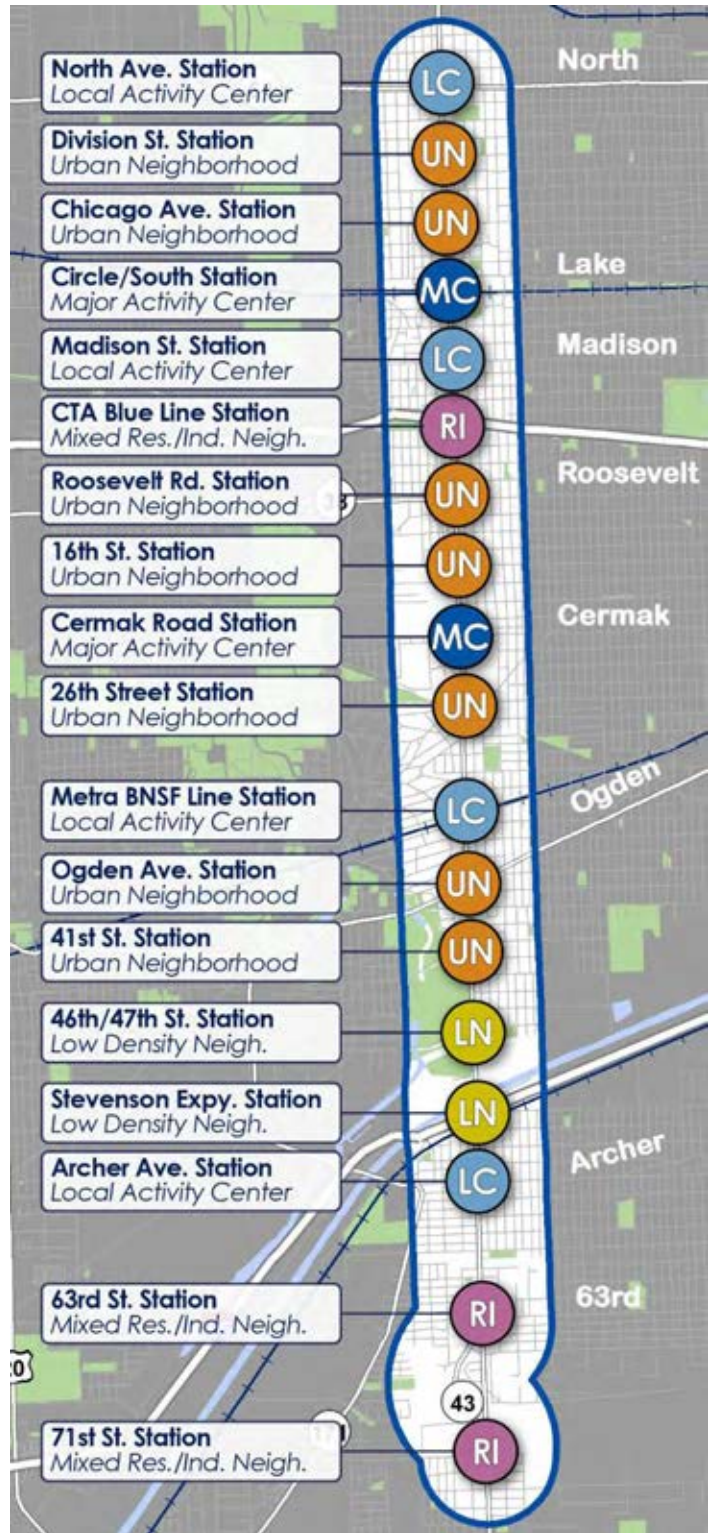 North Ave. Station
Local Activity Center
LC
North
Division St. Station
Urban Neighborhood
UN
Chicago Ave. Station
Urban Neighborhood
UN
Circle/South Station
Major Activity Center
MC
Lake
Madison St. Station
Local Activity Center
LC
Madison
CTA Blue Line Station
Mixed Res./Ind. Neigh.
RI
Roosevelt Rd. Station
Urban Neighborhood
UN
Roosevelt
16th St. Station
Urban Neighborhood
UN
Cermak Road Station
Major Activity Center
MC
Cermak
26th Street Station
Urban Neighborhood
UN
Metra BNSF Line Station
Local Activity Center
LC
Ogden
Ogden Ave. Station
Urban Neighborhood
UN
41st St. Station
Urban Neighborhood
UN
46th/47th St. Station
Low Density Neigh.
LN
Stevenson Expy. Station
Low Density Neigh.
LN
Archer Ave. Station
Local Activity Center
LC
Archer
63rd St. Station
Mixed Res./Ind. Neigh.
RI
63rd
20
43
71st St. Station
Mixed Res./Ind. Neigh.
RI